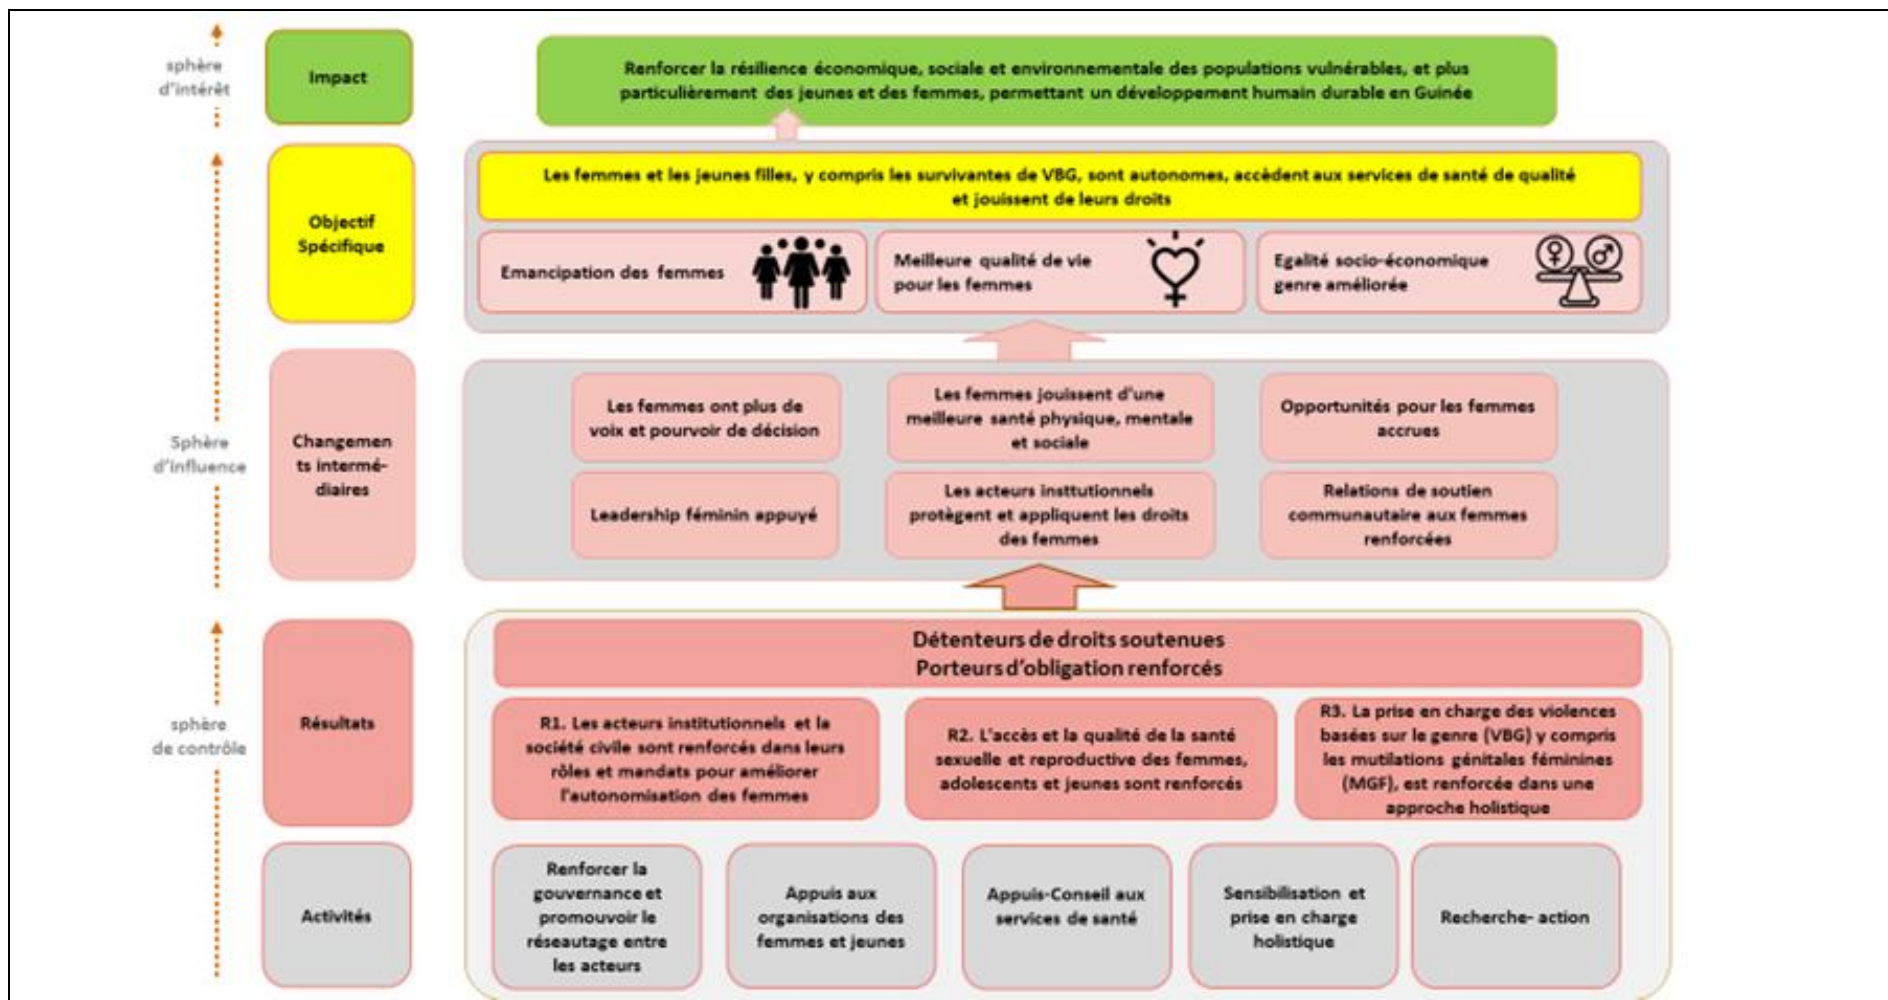 sphère
d'intérêt
Impact
Renforcer la résilience économique, sociale et environnementale des populations vulnérables, et plus
particulièrement des jeunes et des femmes, permettant un développement humain durable en Guinée
Objectif
Spécifique
Les femmes et les jeunes filles, y compris les survivantes de VBG, sont autonomes, accèdent aux services de santé de qualité
et jouissent de leurs droits
Emancipation des femmes
Meilleure qualité de vie
pour les femmes
Egalité socio-économique
genre améliorée
Sphère
d'influence
Changemen
ts intermé-
diaires
Les femmes ont plus de
voix et pourvoir de décision
Les femmes jouissent d'une
meilleure santé physique, mentale
et sociale
Opportunités pour les femmes
accrues
Leadership féminin appuyé
Les acteurs insttutionnels
protègent et appliquent les droits
des femmes
Relations de soutien
communautaire aux femmes
renforcées
sphère
de contrôle
Résultats
Détenteurs de droits soutenues
Porteurs d'obligation renforcés
R1. Les acteurs institutionnels et la
société civile sont renforcés dans leurs
rôles et mandats pour améliorer
l'autonomisation des femmes
R2. L'accès et la qualité de la santé
sexuelle et reproductive des femmes,
adolescents et jeunes sont renforcés
R3. La prise en charge des violences
basées sur le genre (VBG) y compris
les mutilations génitales féminines
(MGF), est renforcée dans une
approche holistique
Activités
Renforcer la
gouvernance et
promouvoir le
réseautage entre
les acteurs
Appuis aux
organisations des
femmes et jeunes
Appuis-Conseil aux
services de santé
Sensibilisation et
prise en charge
holistique
Recherche- action